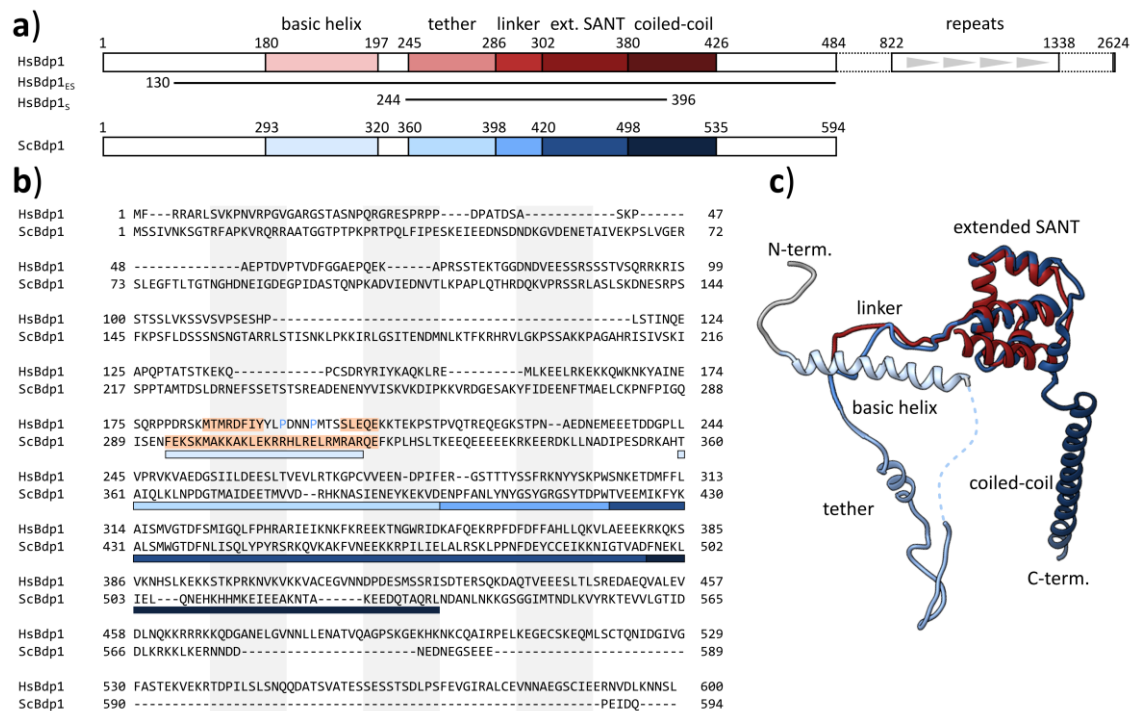 a)
basic helix tether linker ext. SANT coiled-coil repeats
1 180 197 245 286 302 380 426 484 822 1338 2624
HsBdp1
HsBdp1ES 130
HsBdp1S 244 396
1 293 320 360 398 420 498 535 594
ScBdp1
b)
HsBdp1 1 MF---RRARLSVKPNVRPGVGARGSTASNPQRGRESPRPP----DPATDSA------------SKP----- 47
ScBdp1 1 MSSIVNKSGTRFAPKVRQRRAATGGTPTPKPRTPQLFIPESKEIEEDNSDNDKGVDENETAIVEKPSLVGER 72
HsBdp1 48 --------------AEPTDVPTVDFGGAEPQEK------APRSSTEKTGGDNDVEESSRSSSTVSQRRKRIS 99
ScBdp1 73 SLEGFTLTGTNGHDNEIGDEGPIDASTQNPKADVIEDNVTLKPAPLQTHRDQKVPRSSRLASLSKDNESRPS 144
HsBdp1 100 STSSLVKSSVSVPSESHP-----------------------------------------------LSTINQE 124
ScBdp1 145 FKPSFLDSSSNSNGTARRLSTISNKLPKKIRLGSITENDMNLKTFKRHRVLGKPSSAKKPAGAHRISIVSKI 216
HsBdp1 125 APQPTATSTKEKQ----------PCSDRYRIYKAQKLRE------MLKEELRKEKKQWKNKYAINE 174
ScBdp1 217 SPPTAMTDSLDRNEFSSETSTSREADENENYVISKVKDIPKKVRDGESAKYFIDEENFTMAELCKPNFPIGQ 288
HsBdp1 175 SQRPPDRSKMTMRDFIYYLPDNNPMTSSLEQEKKTEKPSTPVQTREQEGKSTPN-AEDNEMEEETDDGPLL 244
ScBdp1 289 ISENFEKSKMAKKAKLEKRRHLRELRMRARQEFKPLHSLTKEEQEEEEEKRKEERDKLLNADIPESDRKAHT 360
HsBdp1 245 VPRVKVAEDGSIILDEESLTVEVLRTKGPCVVEEN-DPIFER-GSTTTYSSFRKNYYSKPWSNKETDMFFL 313
ScBdp1 361 AIQLKLNPDGTMAIDEETMVVD--RHKNASIENEYKEKVDENPFANLYNYGSYGRGSYTDPWTVEEMIKFYK 430
HsBdp1 314 AISMVGTDFSMIGQLFPHRARIEIKNKFKREEKTNGWRIDKAFQEKRPFDFDFFAHLLQKVLAEEEKRKQKS 385
ScBdp1 431 ALSMWGTDFNLISQLYPYRSRKQVKAKFVNEEKKRPILIELALRSKLPPNFDEYCCEIKKNIGTVADFNEKL 502
HsBdp1 386 VKNHSLKEKKSTKPRKNVKVKKVACEGVNNDPDESMSSRISDTERSQKDAQTVEEESLTLSREDAEQVALEV 457
ScBdp1 503 IEL--QNEHKHHMKEIEEAKNTA-----KEEDQTAQRLNDANLNKKGSGGIMTNDLKVYRKTEVVLGTID 565
HsBdp1 458 DLNQKKRRRKKQDGANELGVNNLLENATVQAGPSKGEKHKNKCQAIRPELKEGECSKEQMLSCTQNIDGIVG 529
ScBdp1 566 DLKRKKLKERNNDD-----------------------NEDNEGSEEE------------------------- 589
HsBdp1 530 FASTEKVEKRTDPILSLSNQQDATSVATESSESSTSDLPSFEVGIRALCEVNNAEGSCIEERNVDLKNNSL 600
ScBdp1 590 -------------------------------------------------------------PEIDQ----- 594
c)
N-term.
extended SANT
linker
basic helix
tether
coiled-coil
C-term.